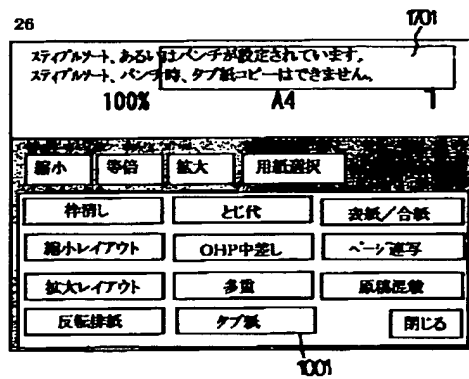 26
1701
ステイプルソート、あるいはパンチが設定されています。
ステイプルソート、パンチ時、タブ紙コピーはできません。
100% A4 1
縮小 等倍 拡大 用紙選択
枠消し とじ代 表紙/合紙
縮小レイアウト OHP中差し ページ連写
拡大レイアウト 多重 原稿混載
反転排紙 タブ紙 閉じる
1001